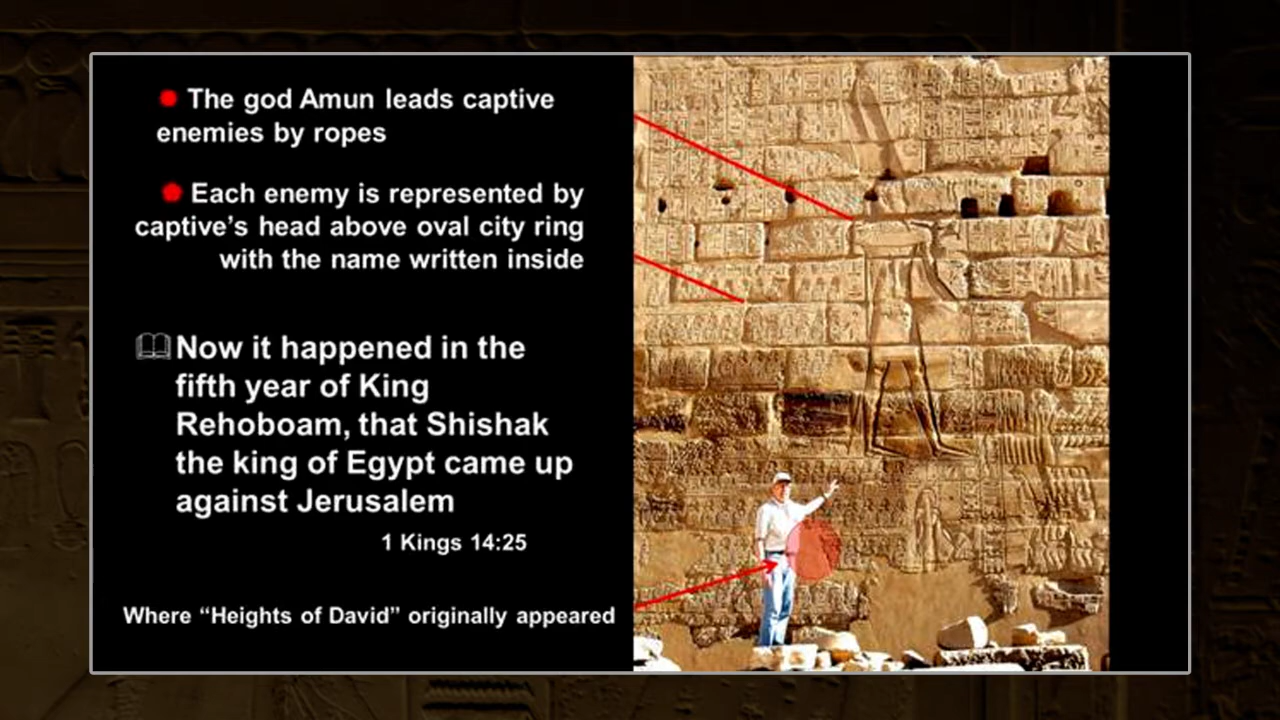 The god Amun leads captive
enemies by ropes
Each enemy is represented by
captive’s head above oval city ring
with the name written inside
Now it happened in the
fifth year of King
Rehoboam, that Shishak
the king of Egypt came up
against Jerusalem
1 Kings 14:25
Where “Heights of David” originally appeared